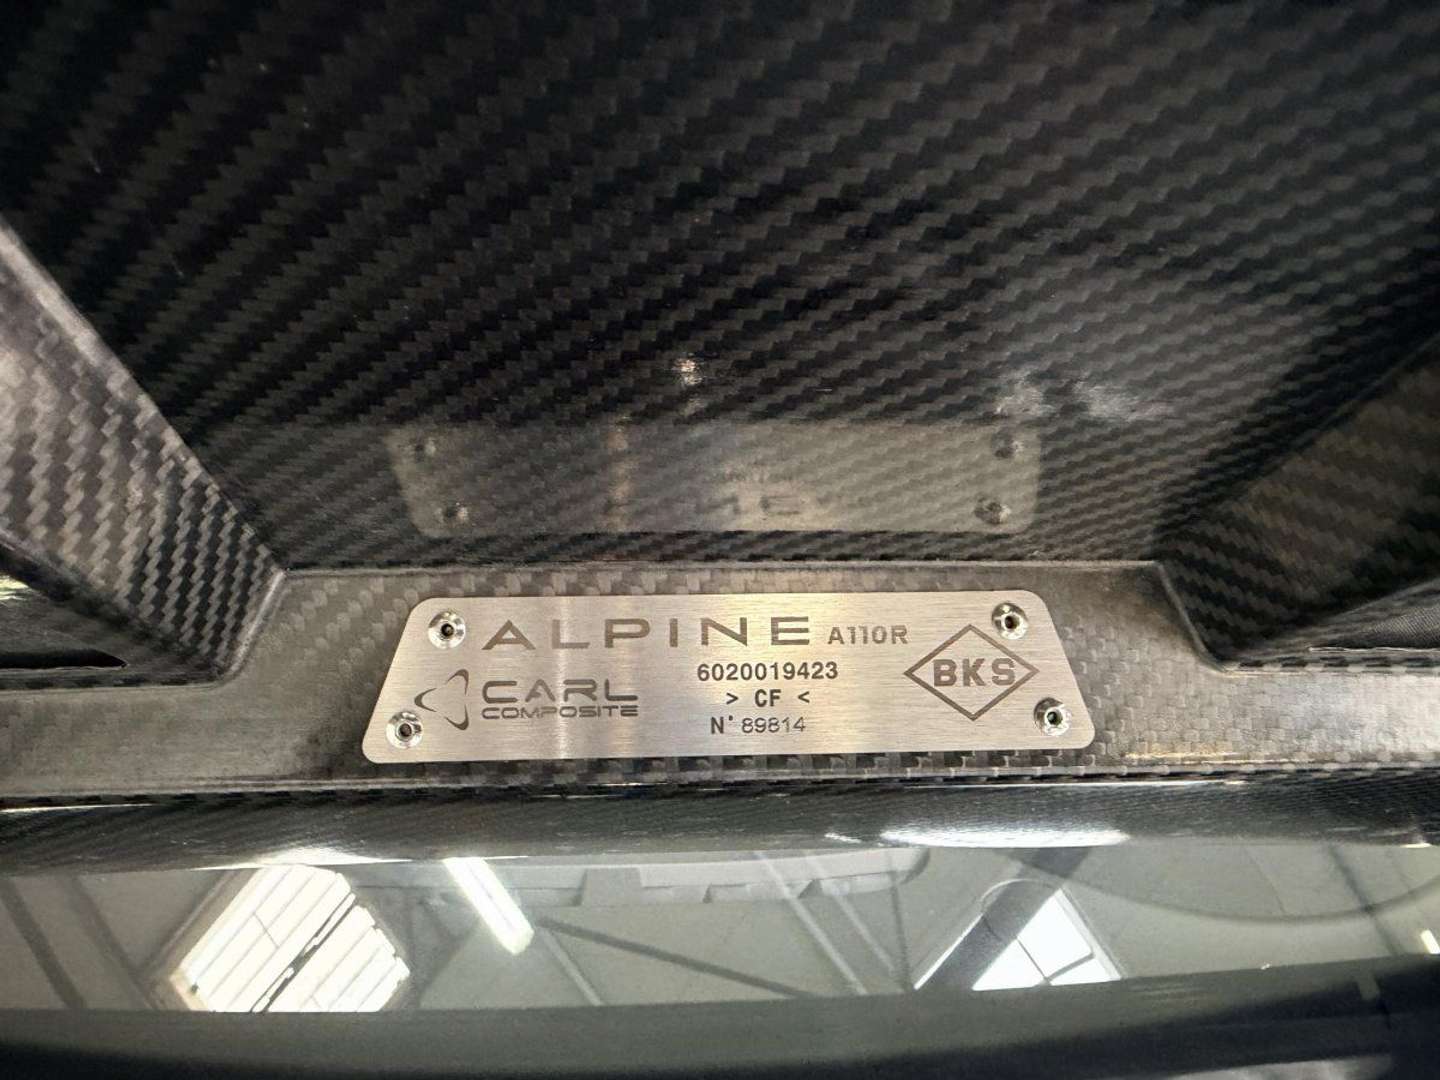 ALPINE A110R
6020019423
CARL
COMPOSITE
> CF <
N° 89814
BKS